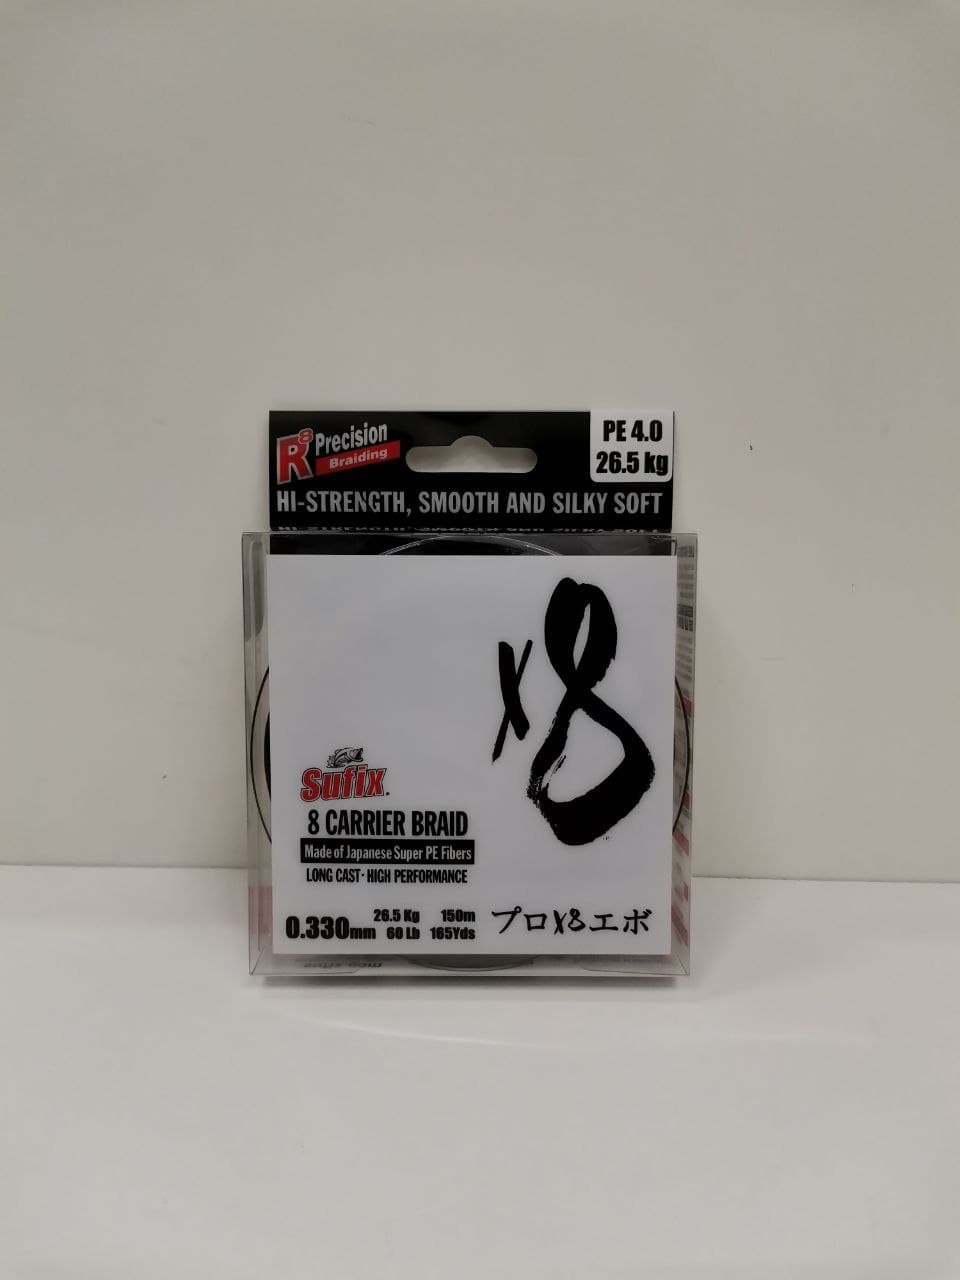 R8 Precision
Braiding
PE 4.0
26.5 kg
HI-STRENGTH, SMOOTH AND SILKY SOFT
x8
Sufix
8 CARRIER BRAID
Made of Japanese Super PE Fibers
LONG CAST · HIGH PERFORMANCE
0.330mm 26.5 Kg 150m
60 Lb 165Yds
プロX8エボ